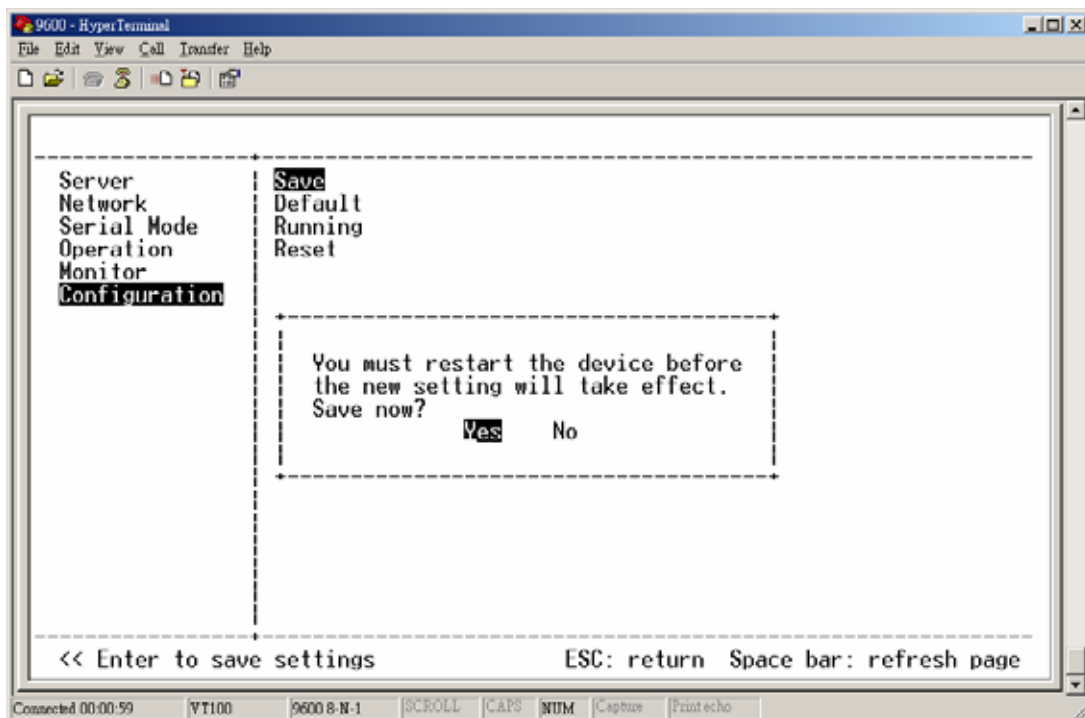 9600 - HyperTerminal
File Edit View Call Transfer Help
Server
Network
Serial Mode
Operation
Monitor
Configuration
Save
Default
Running
Reset
You must restart the device before
the new setting will take effect.
Save now?
Yes No
<< Enter to save settings ESC: return Space bar: refresh page
Connected 00:00:59 VT100 9600 8-N-1 SCROLL CAPS NUM Capture Print echo